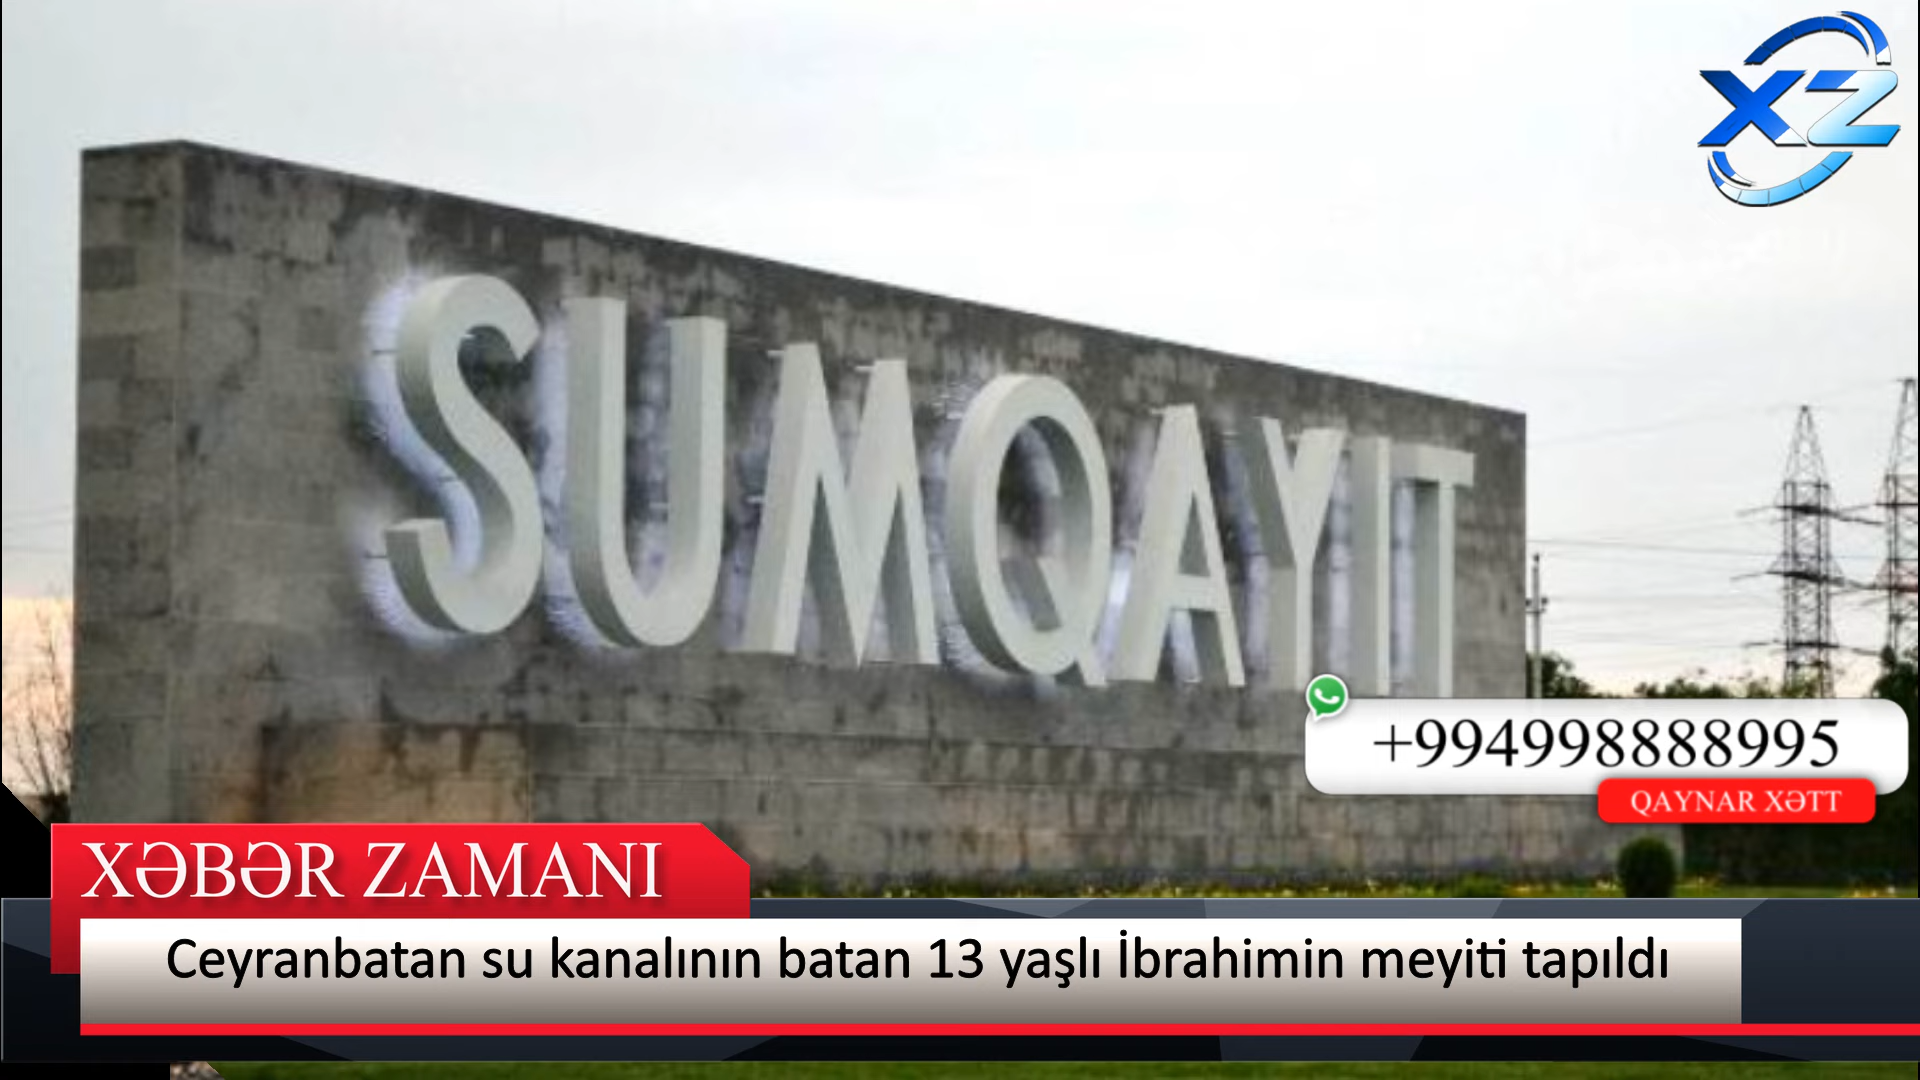 XZ
SUMQAYIT
+994998888995
QAYNAR XƏTT
XƏBƏR ZAMANI
Ceyranbatan su kanalının batan 13 yaşlı İbrahimin meyiti tapıldı